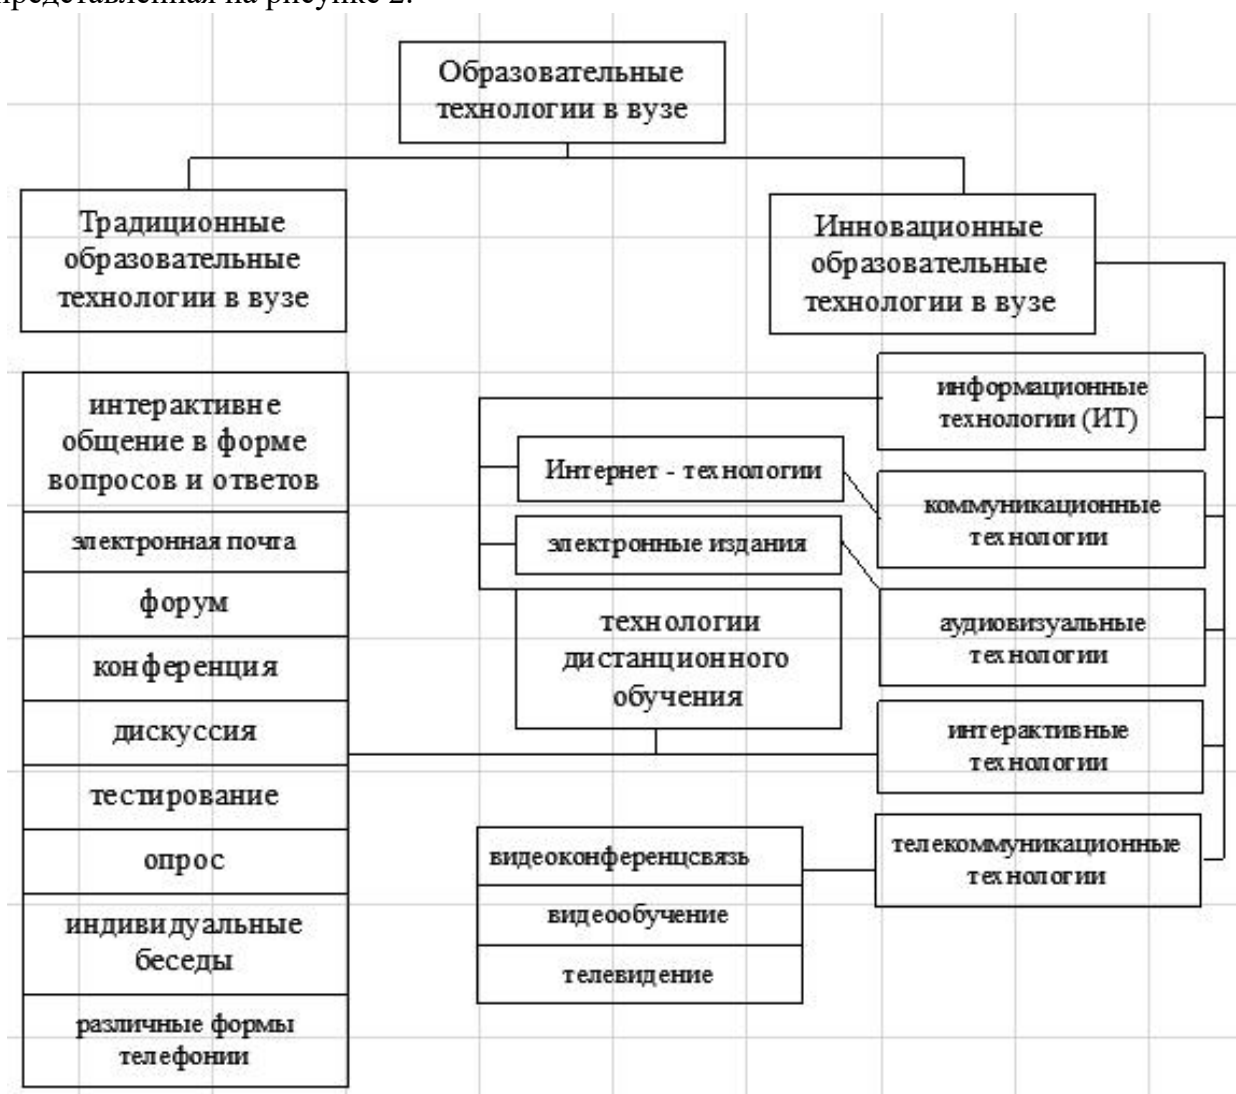 представленная на рисунке 2.
Образовательные
технологии в вузе
Традиционные
образовательные
технологии в вузе
Инновационные
образовательные
технологии в вузе
интерактивне
общение в форме
вопросов и ответов
электронная почта
форум
конференция
дискуссия
тестирование
опрос
индивидуальные
беседы
различные формы
телефонии
Интернет - технологии
электронные издания
технологии
дистанционного
обучения
видеоконференцсвязь
видеообучение
телевидение
информационные
технологии (ИТ)
коммуникационные
технологии
аудиовизуальные
технологии
интерактивные
технологии
телекоммуникационные
технологии